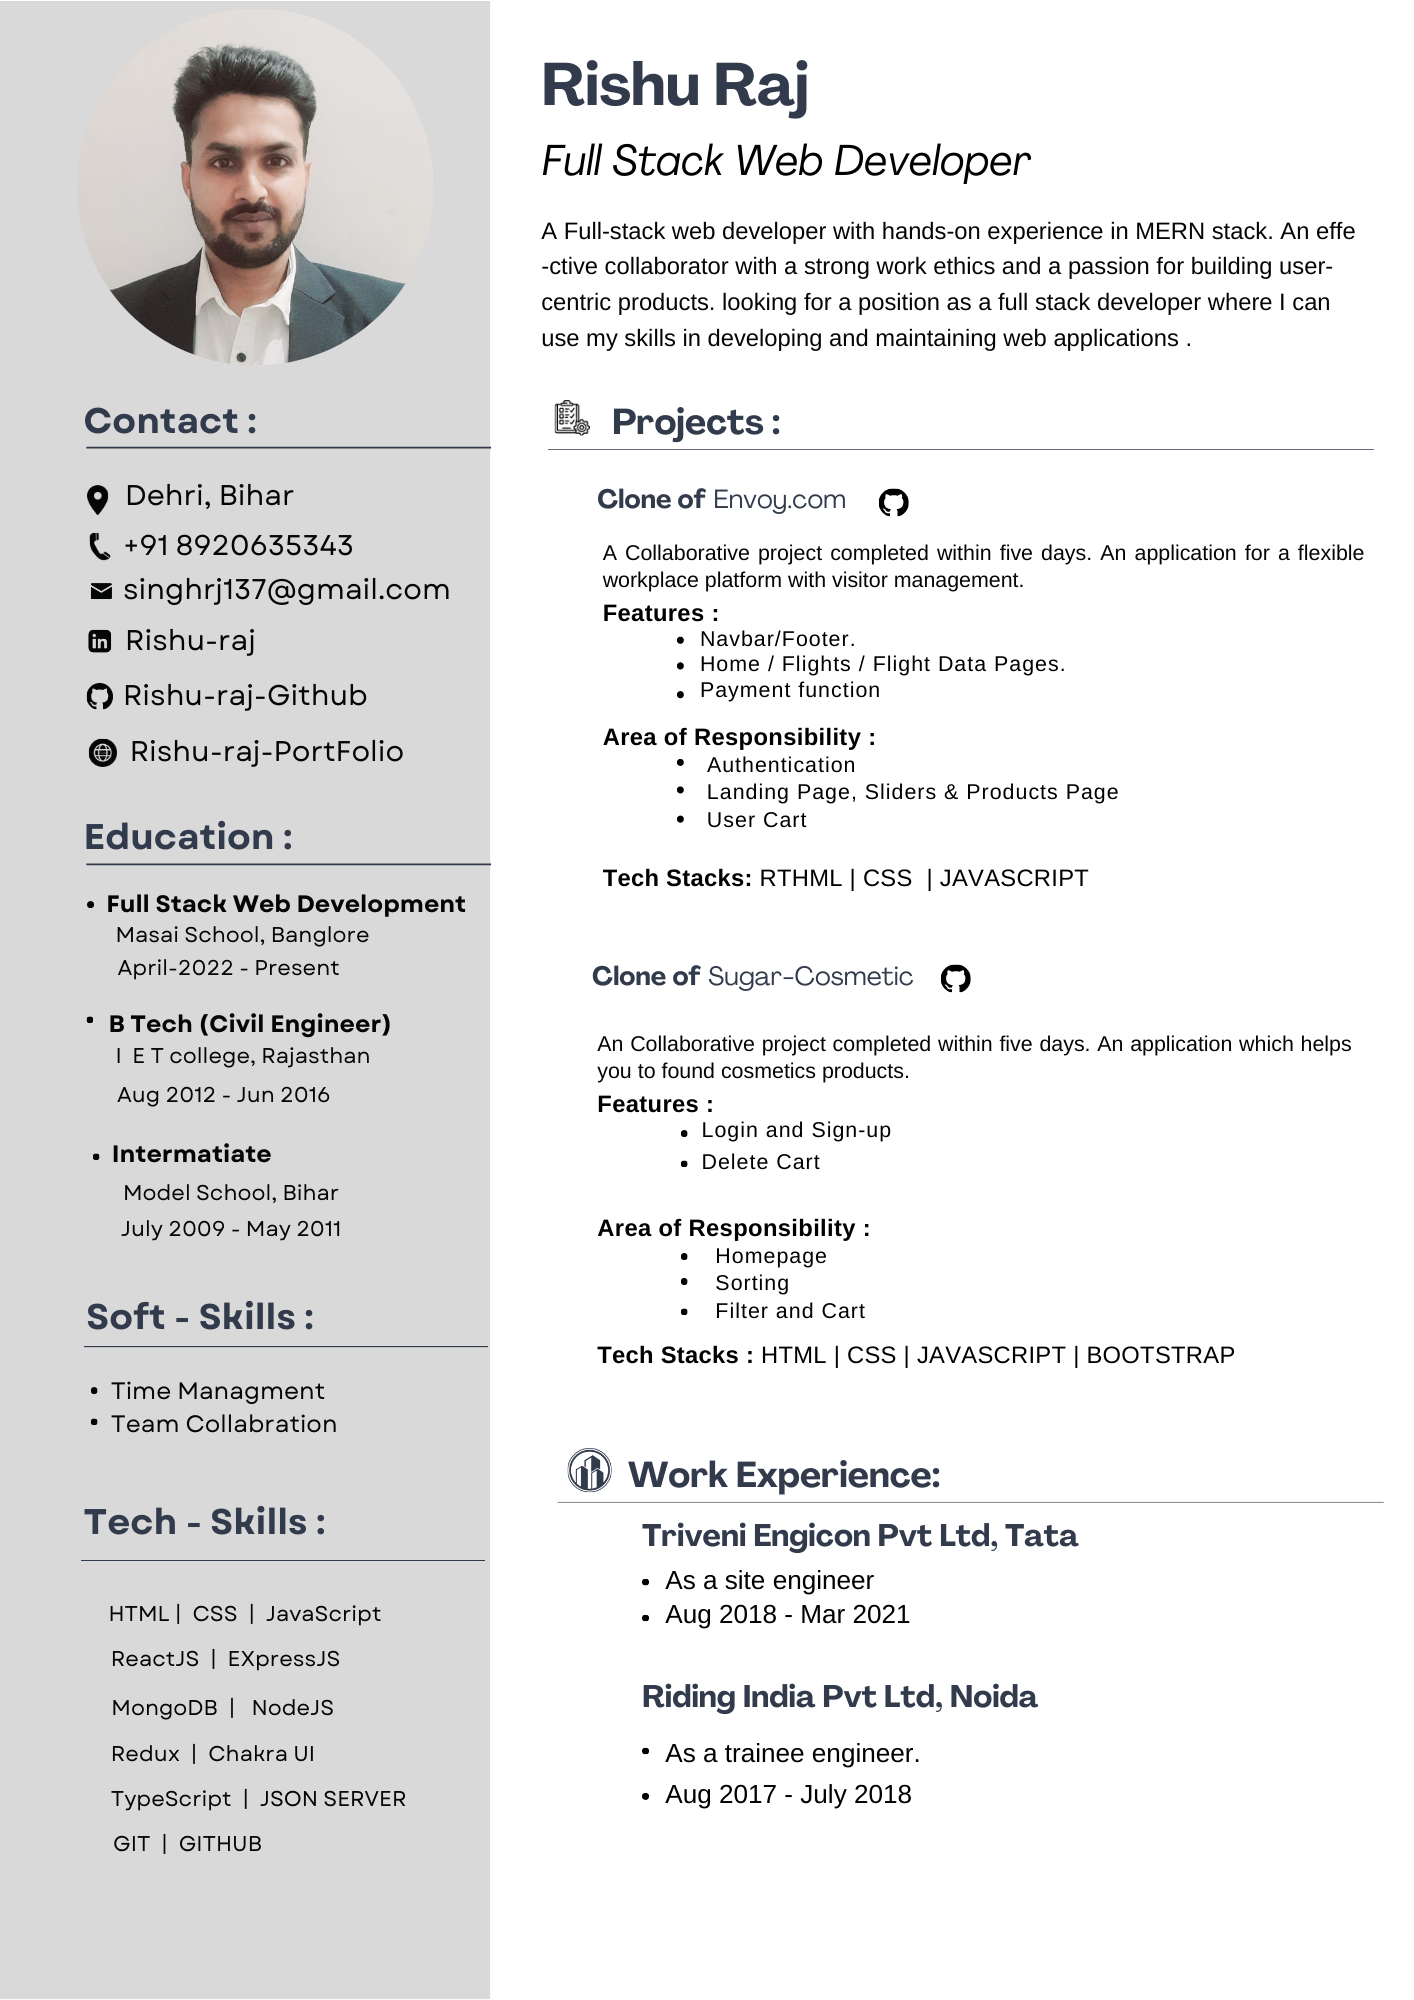 Rishu Raj
Full Stack Web Developer
A Full-stack web developer with hands-on experience in MERN stack. An effe
-ctive collaborator with a strong work ethics and a passion for building user-
centric products. looking for a position as a full stack developer where I can
use my skills in developing and maintaining web applications .
Contact :
Dehri, Bihar
+91 8920635343
singhrj137@gmail.com
in Rishu-raj
Rishu-raj-Github
Rishu-raj-PortFolio
Education :
• Full Stack Web Development
Masai School, Banglore
April-2022 - Present
• B Tech (Civil Engineer)
I E T college, Rajasthan
Aug 2012 - Jun 2016
• Intermatiate
Model School, Bihar
July 2009 - May 2011
Soft - Skills :
• Time Managment
• Team Collabration
Tech - Skills :
HTML | CSS | JavaScript
ReactJS | EXpressJS
MongoDB | NodeJS
Redux | Chakra UI
TypeScript | JSON SERVER
GIT | GITHUB
Projects :
Clone of Envoy.com
A Collaborative project completed within five days. An application for a flexible
workplace platform with visitor management.
Features :
• Navbar/Footer.
• Home / Flights / Flight Data Pages.
• Payment function
Area of Responsibility :
• Authentication
• Landing Page, Sliders & Products Page
• User Cart
Tech Stacks: RTHML | CSS | JAVASCRIPT
Clone of Sugar-Cosmetic
An Collaborative project completed within five days. An application which helps
you to found cosmetics products.
Features :
• Login and Sign-up
• Delete Cart
Area of Responsibility :
• Homepage
• Sorting
• Filter and Cart
Tech Stacks : HTML | CSS | JAVASCRIPT | BOOTSTRAP
Work Experience:
Triveni Engicon Pvt Ltd, Tata
• As a site engineer
• Aug 2018 - Mar 2021
Riding India Pvt Ltd, Noida
• As a trainee engineer.
• Aug 2017 - July 2018